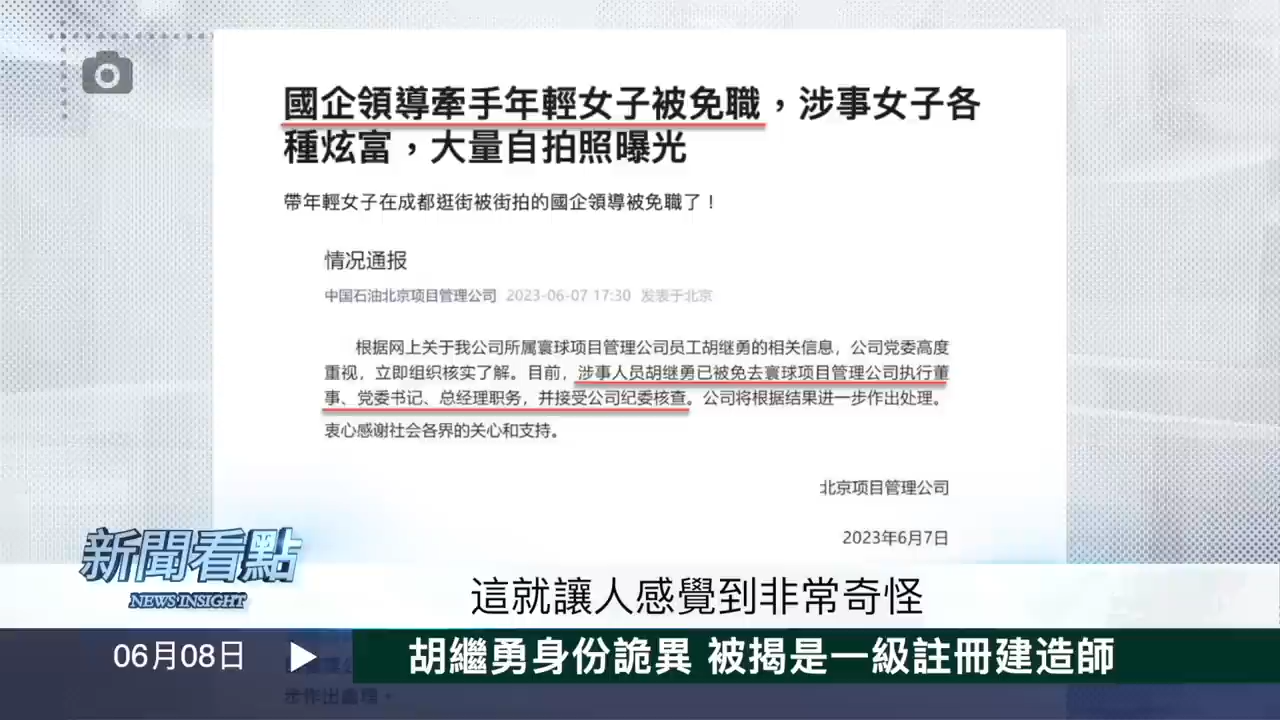 國企領導牽手年輕女子被免職，涉事女子各
種炫富，大量自拍照曝光
帶年輕女子在成都逛街被街拍的國企領導被免職了！
情况通报
中国石油北京项目管理公司 2023-06-07 17:30 发表于北京
根据网上关于我公司所属寰球项目管理公司员工胡继勇的相关信息，公司党委高度
重视，立即组织核实了解。目前，涉事人员胡继勇已被免去寰球项目管理公司执行董
事、党委书记、总经理职务，并接受公司纪委核查。公司将根据结果进一步作出处理。
衷心感谢社会各界的关心和支持。
北京项目管理公司
2023年6月7日
新聞看點
NEWS INSIGHT
這就讓人感覺到非常奇怪
06月08日
胡繼勇身份詭異 被揭是一級註冊建造師